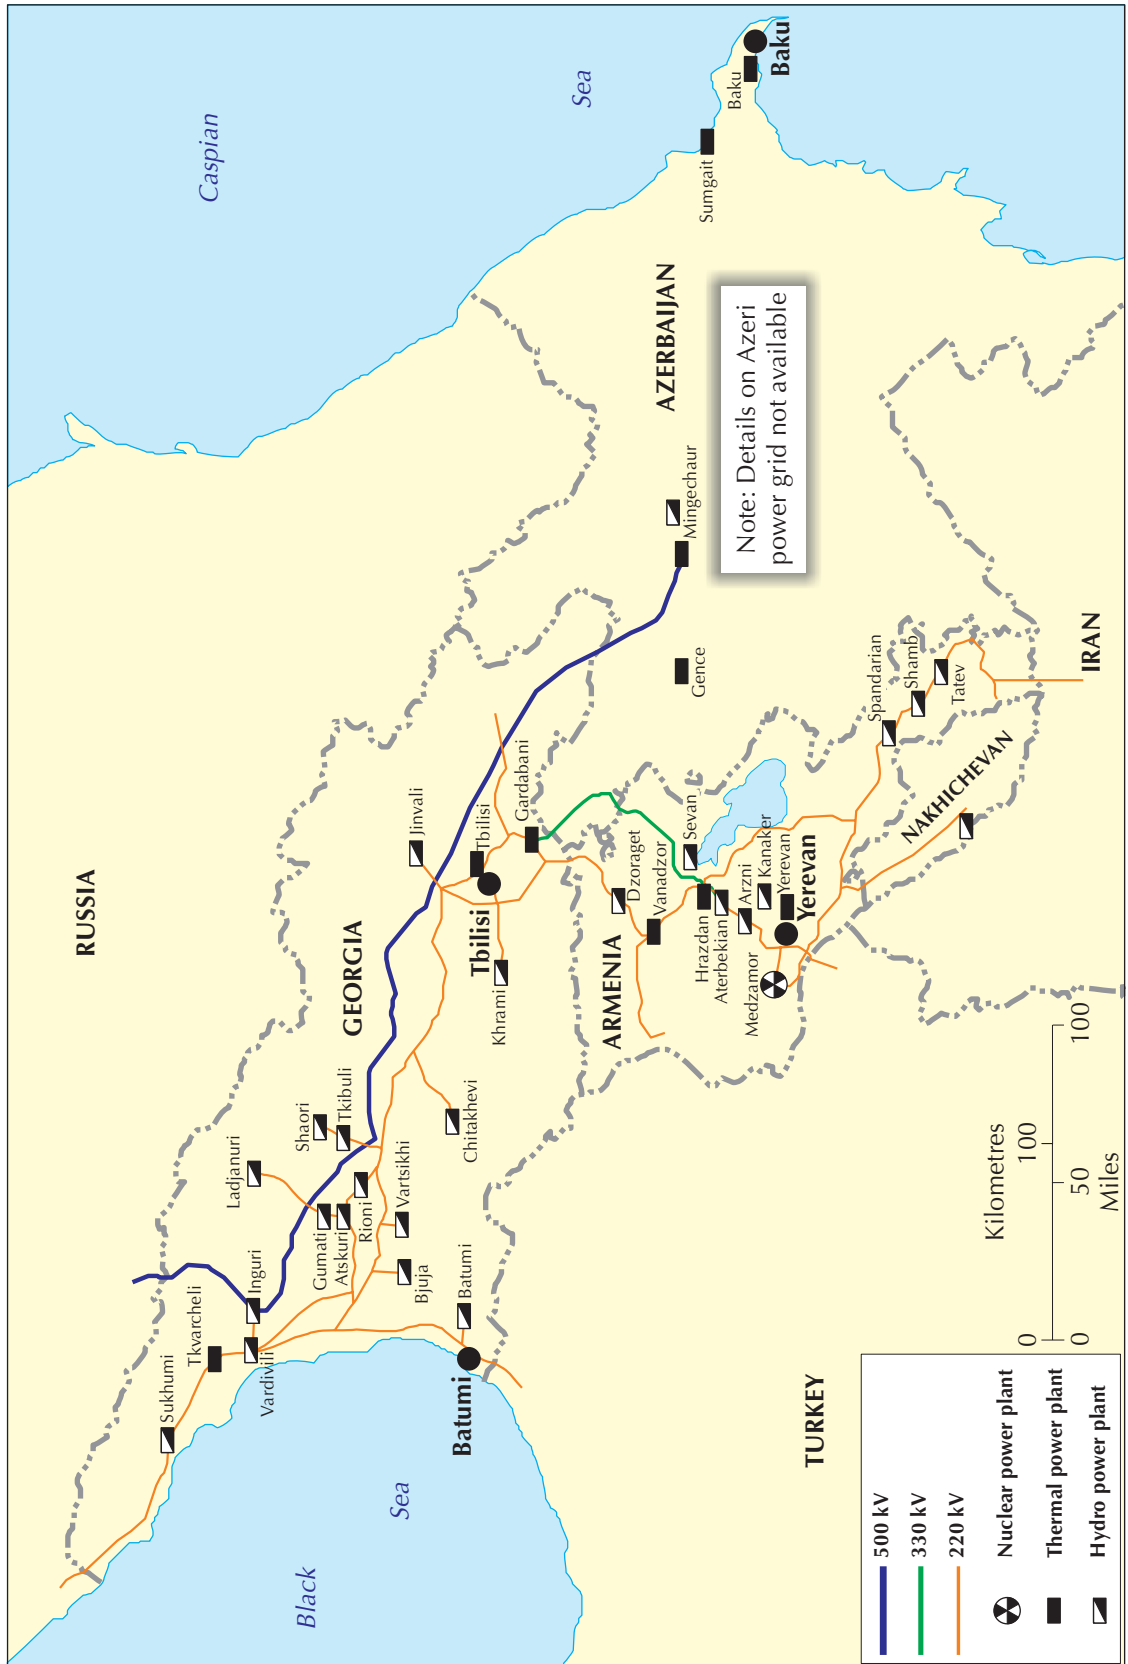 RUSSIA
Caspian
Sea
Black
Sea
GEORGIA
ARMENIA
AZERBAIJAN
NAKHICHEVAN
TURKEY
IRAN
Sukhumi
Tkvarcheli
Vardivili
Inguri
Ladjanuri
Gumati
Atskuri
Rioni
Shaori
Tkibuli
Vartsikhi
Bjuja
Batumi
Batumi
Chitakhevi
Khrami
Jinvali
Tbilisi
Tbilisi
Gardabani
Dzoraget
Vanadzor
Sevan
Hrazdan
Aterbekian
Arzni
Kanaker
Yerevan
Yerevan
Medzamor
Spandarian
Shamb
Tatev
Gence
Mingechaur
Sumgait
Baku
Baku
Note: Details on Azeri
power grid not available
500 kV
330 kV
220 kV
Nuclear power plant
Thermal power plant
Hydro power plant
Kilometres
0 100
0 50 100
Miles